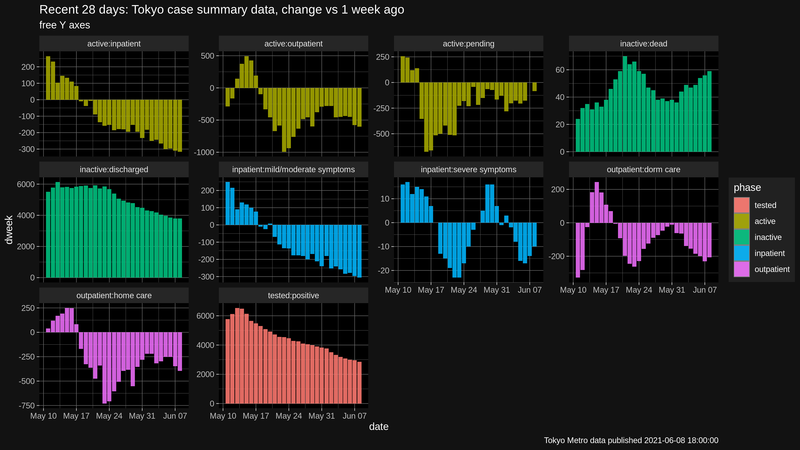 Recent 28 days: Tokyo case summary data, change vs 1 week ago
free Y axes
active:inpatient
active:outpatient
active:pending
inactive:dead
200
100
0
-100
-200
-300
500
0
-500
-1000
250
0
-250
-500
60
40
20
0
inactive:discharged
inpatient:mild/moderate symptoms
inpatient:severe symptoms
outpatient:dorm care
6000
4000
2000
0
200
100
0
-100
-200
-300
10
0
-10
-20
200
0
-200
May 10 May 17 May 24 May 31 Jun 07
May 10 May 17 May 24 May 31 Jun 07
outpatient:home care
tested:positive
250
0
-250
-500
-750
6000
4000
2000
0
May 10 May 17 May 24 May 31 Jun 07
May 10 May 17 May 24 May 31 Jun 07
dweek
date
phase
tested
active
inactive
inpatient
outpatient
Tokyo Metro data published 2021-06-08 18:00:00